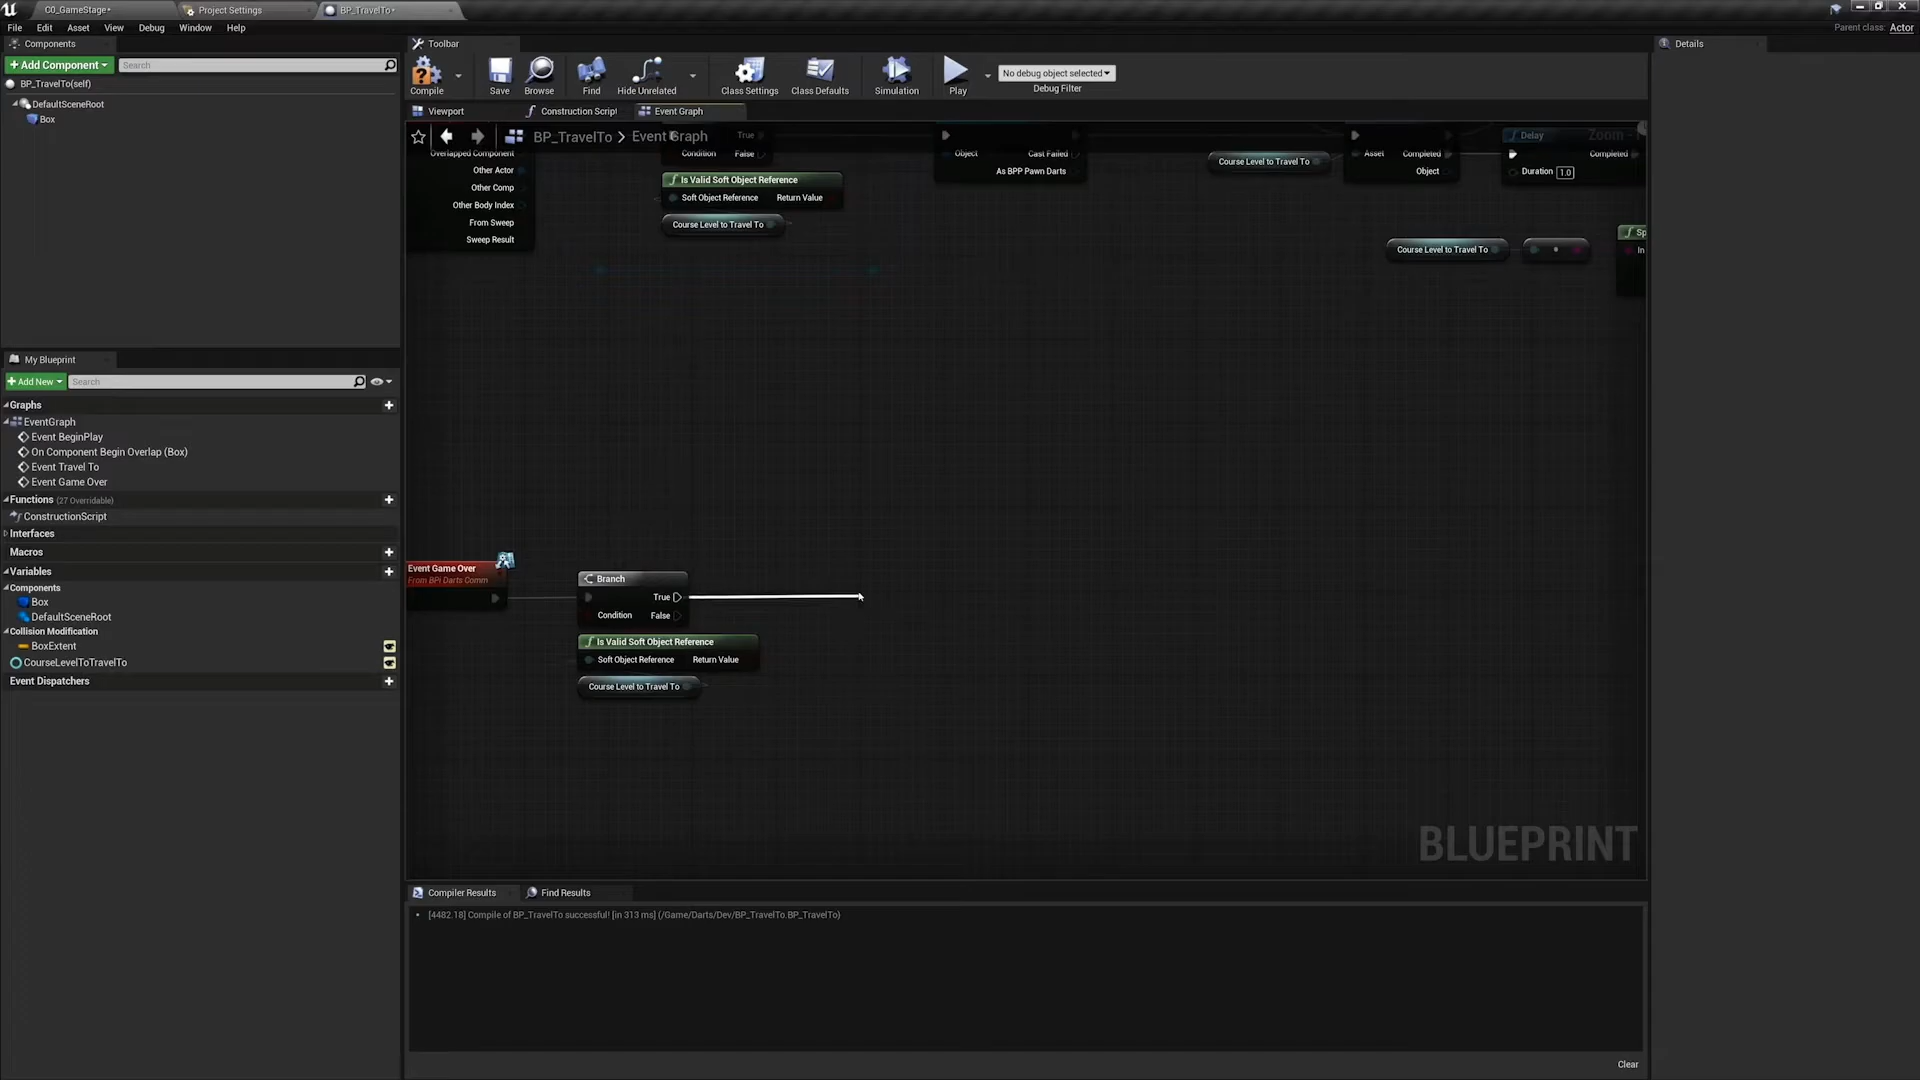 C0_GameStage*
Project Settings
BP_TravelTo*
File
Edit
Asset
View
Debug
Window
Help
Parent class: Actor
Components
+Add Component
Search
BP_TravelTo(self)
DefaultSceneRoot
Box
Toolbar
Compile
Save
Browse
Find
Hide Unrelated
Class Settings
Class Defaults
Simulation
Play
No debug object selected
Debug Filter
Details
Viewport
Construction Script
Event Graph
BP_TravelTo > Event Graph
Zoom -
Overlapped Component
Other Actor
Other Comp
Other Body Index
From Sweep
Sweep Result
True
Condition
False
Is Valid Soft Object Reference
Soft Object Reference
Return Value
Course Level to Travel To
Object
Cast Failed
As BPP Pawn Darts
Course Level to Travel To
Asset
Completed
Object
Delay
Completed
Duration 1.0
Course Level to Travel To
In
My Blueprint
+Add New
Search
Graphs
EventGraph
Event BeginPlay
On Component Begin Overlap (Box)
Event Travel To
Event Game Over
Functions (27 Overridable)
ConstructionScript
Interfaces
Macros
Variables
Components
Box
DefaultSceneRoot
Collision Modification
BoxExtent
CourseLevelToTravelTo
Event Dispatchers
Event Game Over
From BPi Darts Comm
Branch
True
Condition
False
Is Valid Soft Object Reference
Soft Object Reference
Return Value
Course Level to Travel To
BLUEPRINT
Compiler Results
Find Results
[4482.18] Compile of BP_TravelTo successful! [in 313 ms] (/Game/Darts/Dev/BP_TravelTo.BP_TravelTo)
Clear